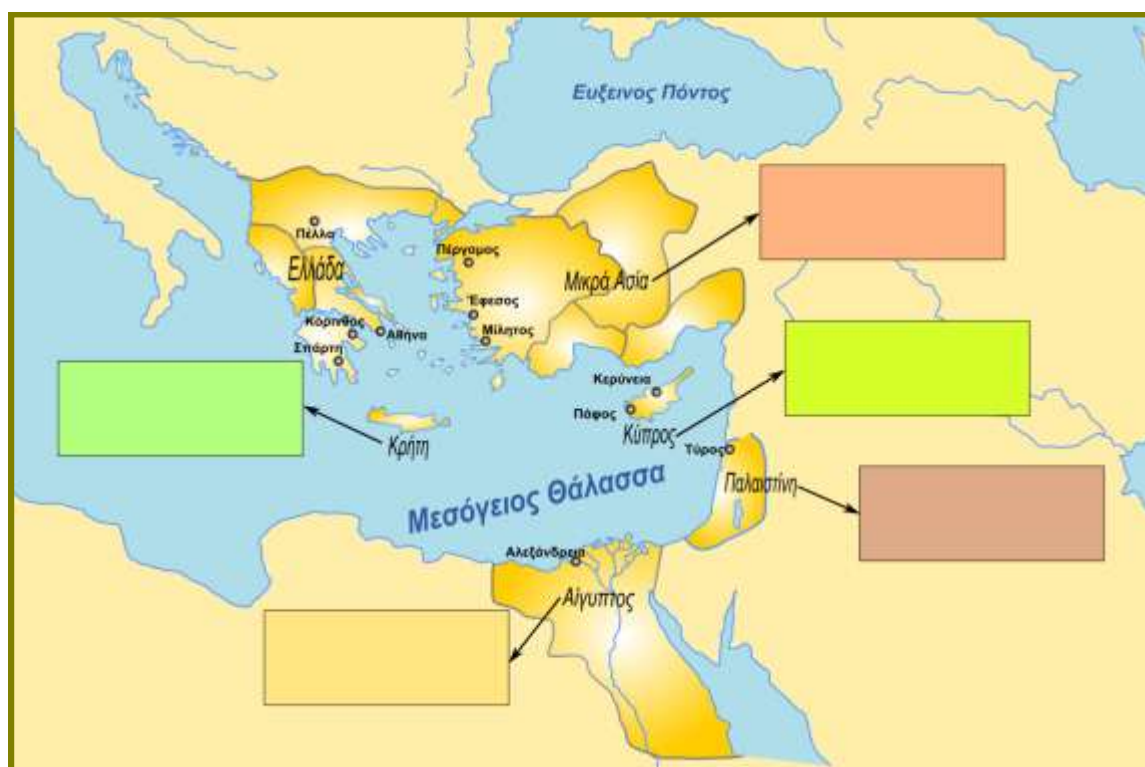 Ευξεινος Πόντος
Πέλλα
Ελλάδα
Πέργαμος
Μικρά Ασία
Έφεσος
Κόρινθος
Αθήνα
Μίλητος
Σπάρτη
Κερύνεια
Πάφος
Κύπρος
Κρήτη
Τύρος
Παλαιστίνη
Μεσόγειος Θάλασσα
Αλεξάνδρεια
Αίγυπτος